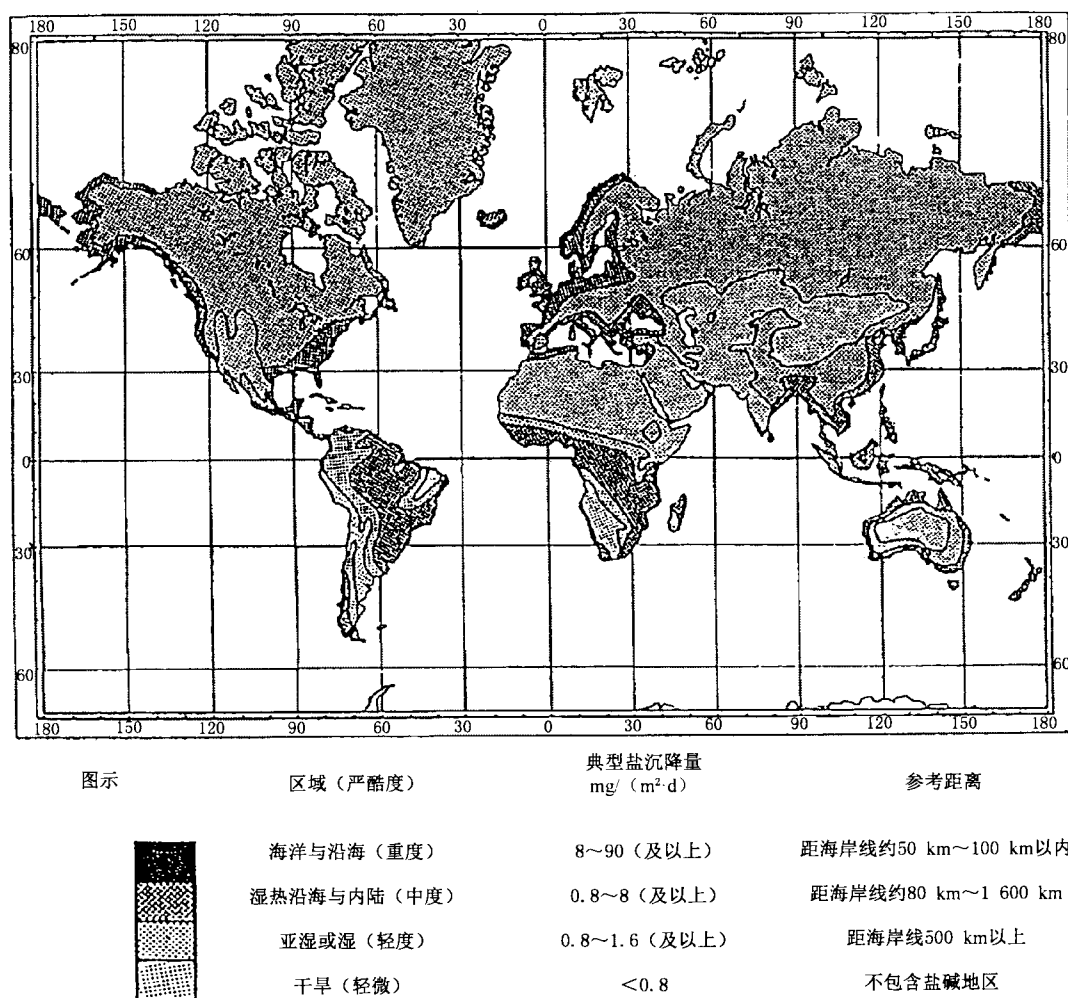 180 150 120 90 60 30 0 30 60 90 120 150 180
80 80
60 60
30 30
0 0
30 30
60 60
180 150 120 90 60 30 0 30 60 90 120 150 180
图示 区域（严酷度） 典型盐沉降量 mg/（m²·d） 参考距离
海洋与沿海（重度） 8～90（及以上） 距海岸线约50 km～100 km以内
湿热沿海与内陆（中度） 0.8～8（及以上） 距海岸线约80 km～1 600 km
亚湿或湿（轻度） 0.8～1.6（及以上） 距海岸线500 km以上
干旱（轻微） <0.8 不包含盐碱地区